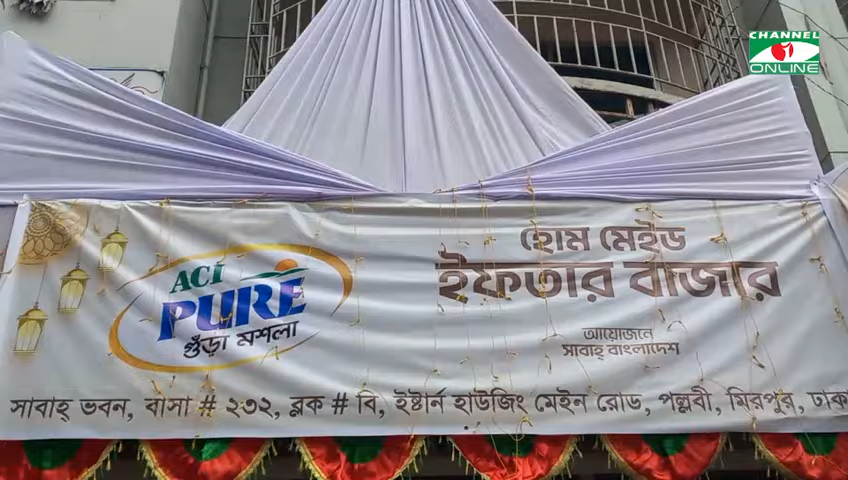 CHANNEL
i
ONLINE
হোম মেইড
ইফতার বাজার
ACI
PURE
গুঁড়া মশলা
আয়োজনে
সাবাহ্ বাংলাদেশ
সাবাহ্ ভবন, বাসা # ২৩২, ব্লক # বি, ইষ্টার্ন হাউজিং মেইন রোড, পল্লবী, মিরপুর, ঢাকা